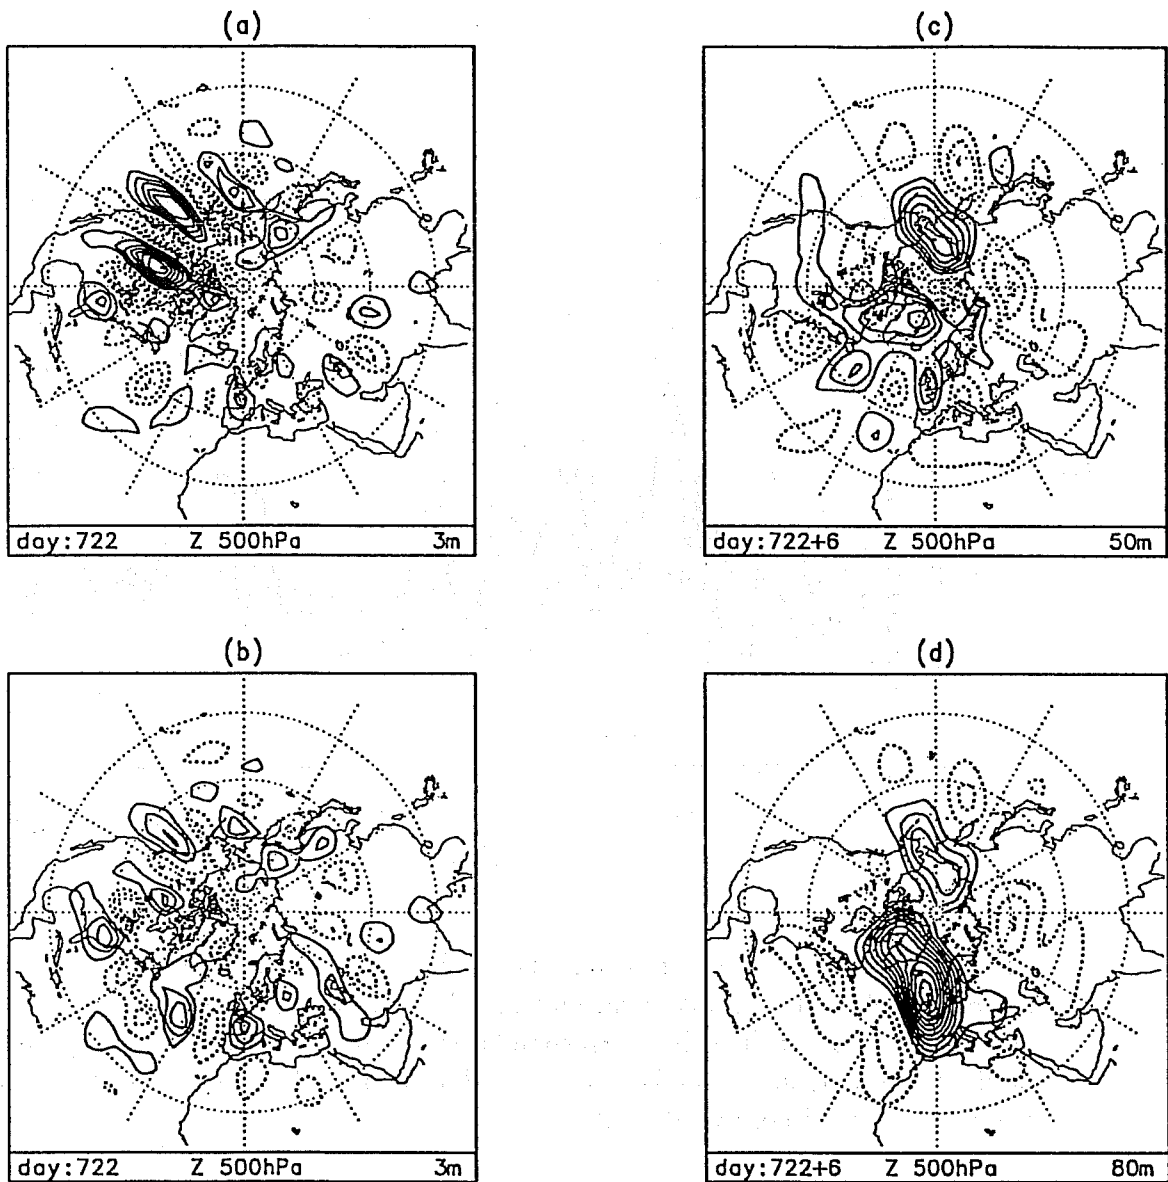 (a)
day:722 Z 500hPa 3m
(c)
day:722+6 Z 500hPa 50m
(b)
day:722 Z 500hPa 3m
(d)
day:722+6 Z 500hPa 80m